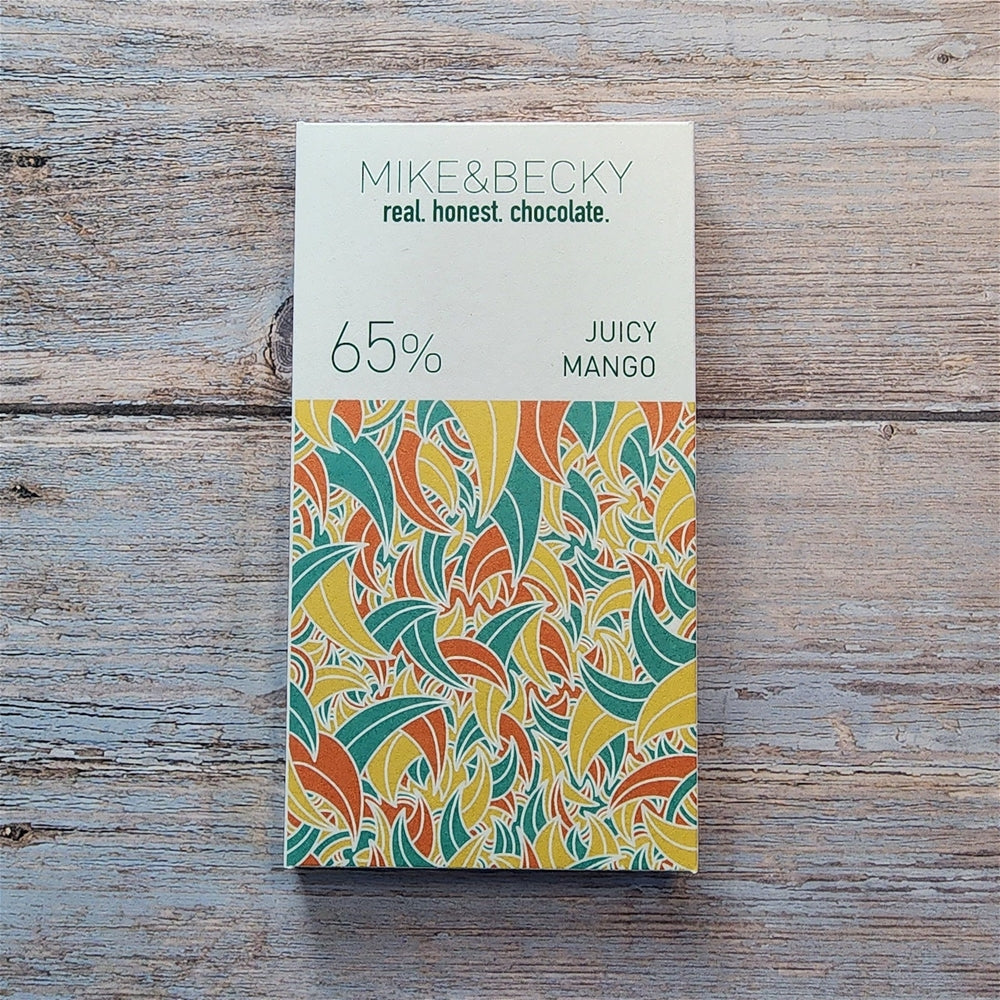 MIKE&BECKY
real. honest. chocolate.
65%
JUICY
MANGO